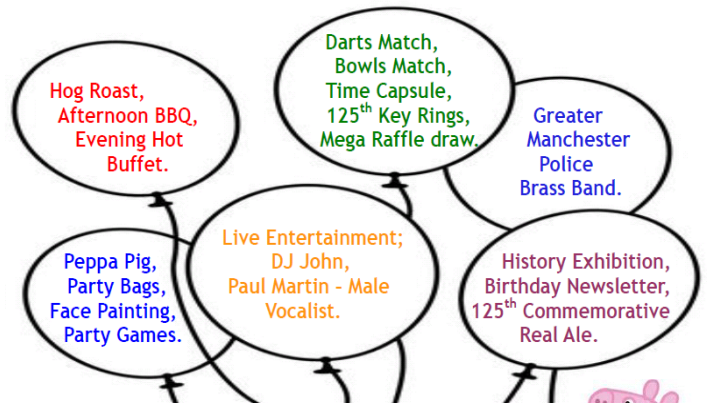 Hog Roast,
Afternoon BBQ,
Evening Hot
Buffet.
Darts Match,
Bowls Match,
Time Capsule,
125th Key Rings,
Mega Raffle draw.
Greater
Manchester
Police
Brass Band.
Peppa Pig,
Party Bags,
Face Painting,
Party Games.
Live Entertainment;
DJ John,
Paul Martin - Male
Vocalist.
History Exhibition,
Birthday Newsletter,
125th Commemorative
Real Ale.